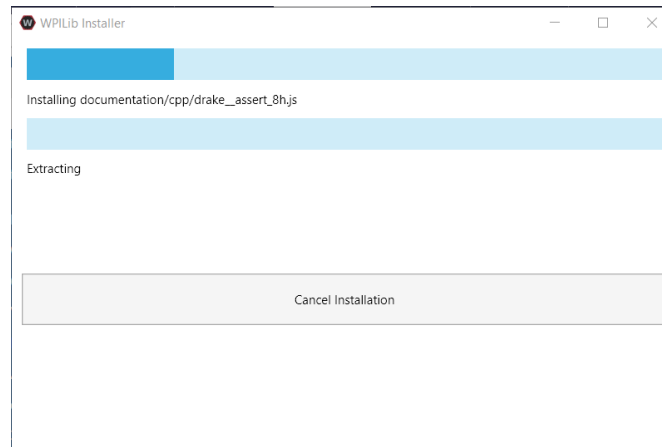 W WPILib Installer
Installing documentation/cpp/drake__assert_8h.js
Extracting
Cancel Installation